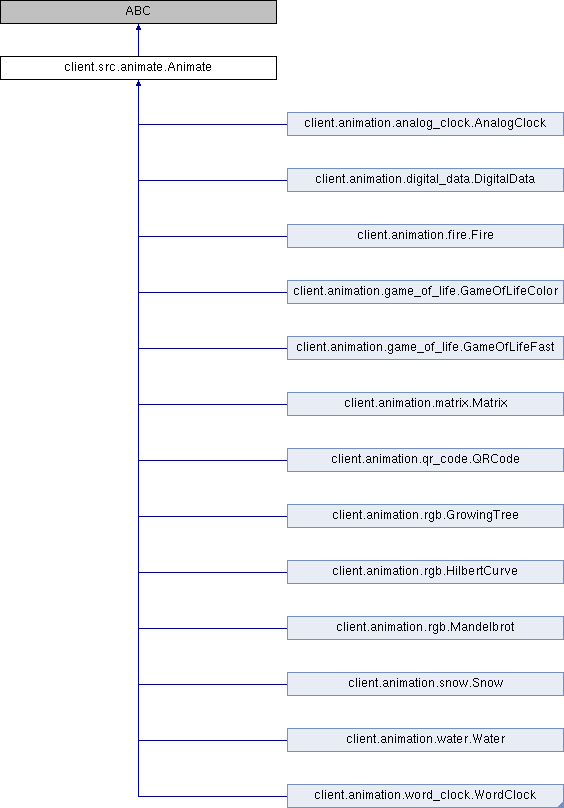 ABC
client.src.animate.Animate
client.animation.analog_clock.AnalogClock
client.animation.digital_data.DigitalData
client.animation.fire.Fire
client.animation.game_of_life.GameOfLifeColor
client.animation.game_of_life.GameOfLifeFast
client.animation.matrix.Matrix
client.animation.qr_code.QRCode
client.animation.rgb.GrowingTree
client.animation.rgb.HilbertCurve
client.animation.rgb.Mandelbrot
client.animation.snow.Snow
client.animation.water.Water
client.animation.word_clock.WordClock